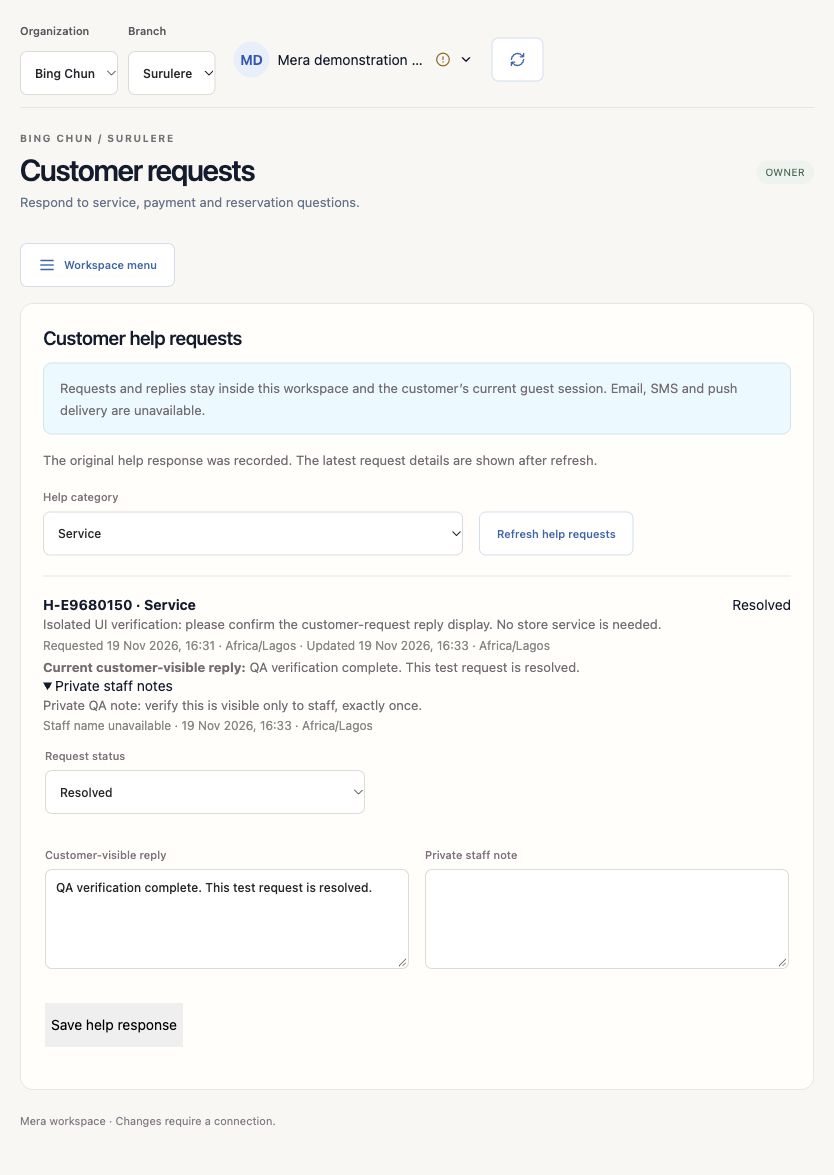 Organization
Branch
Bing Chun
Surulere
MD
Mera demonstration ...
BING CHUN / SURULERE
Customer requests
OWNER
Respond to service, payment and reservation questions.
Workspace menu
Customer help requests
Requests and replies stay inside this workspace and the customer's current guest session. Email, SMS and push
delivery are unavailable.
The original help response was recorded. The latest request details are shown after refresh.
Help category
Service
Refresh help requests
H-E9680150 · Service
Resolved
Isolated UI verification: please confirm the customer-request reply display. No store service is needed.
Requested 19 Nov 2026, 16:31 · Africa/Lagos · Updated 19 Nov 2026, 16:33 · Africa/Lagos
Current customer-visible reply: QA verification complete. This test request is resolved.
Private staff notes
Private QA note: verify this is visible only to staff, exactly once.
Staff name unavailable · 19 Nov 2026, 16:33 · Africa/Lagos
Request status
Resolved
Customer-visible reply
Private staff note
QA verification complete. This test request is resolved.
Save help response
Mera workspace · Changes require a connection.